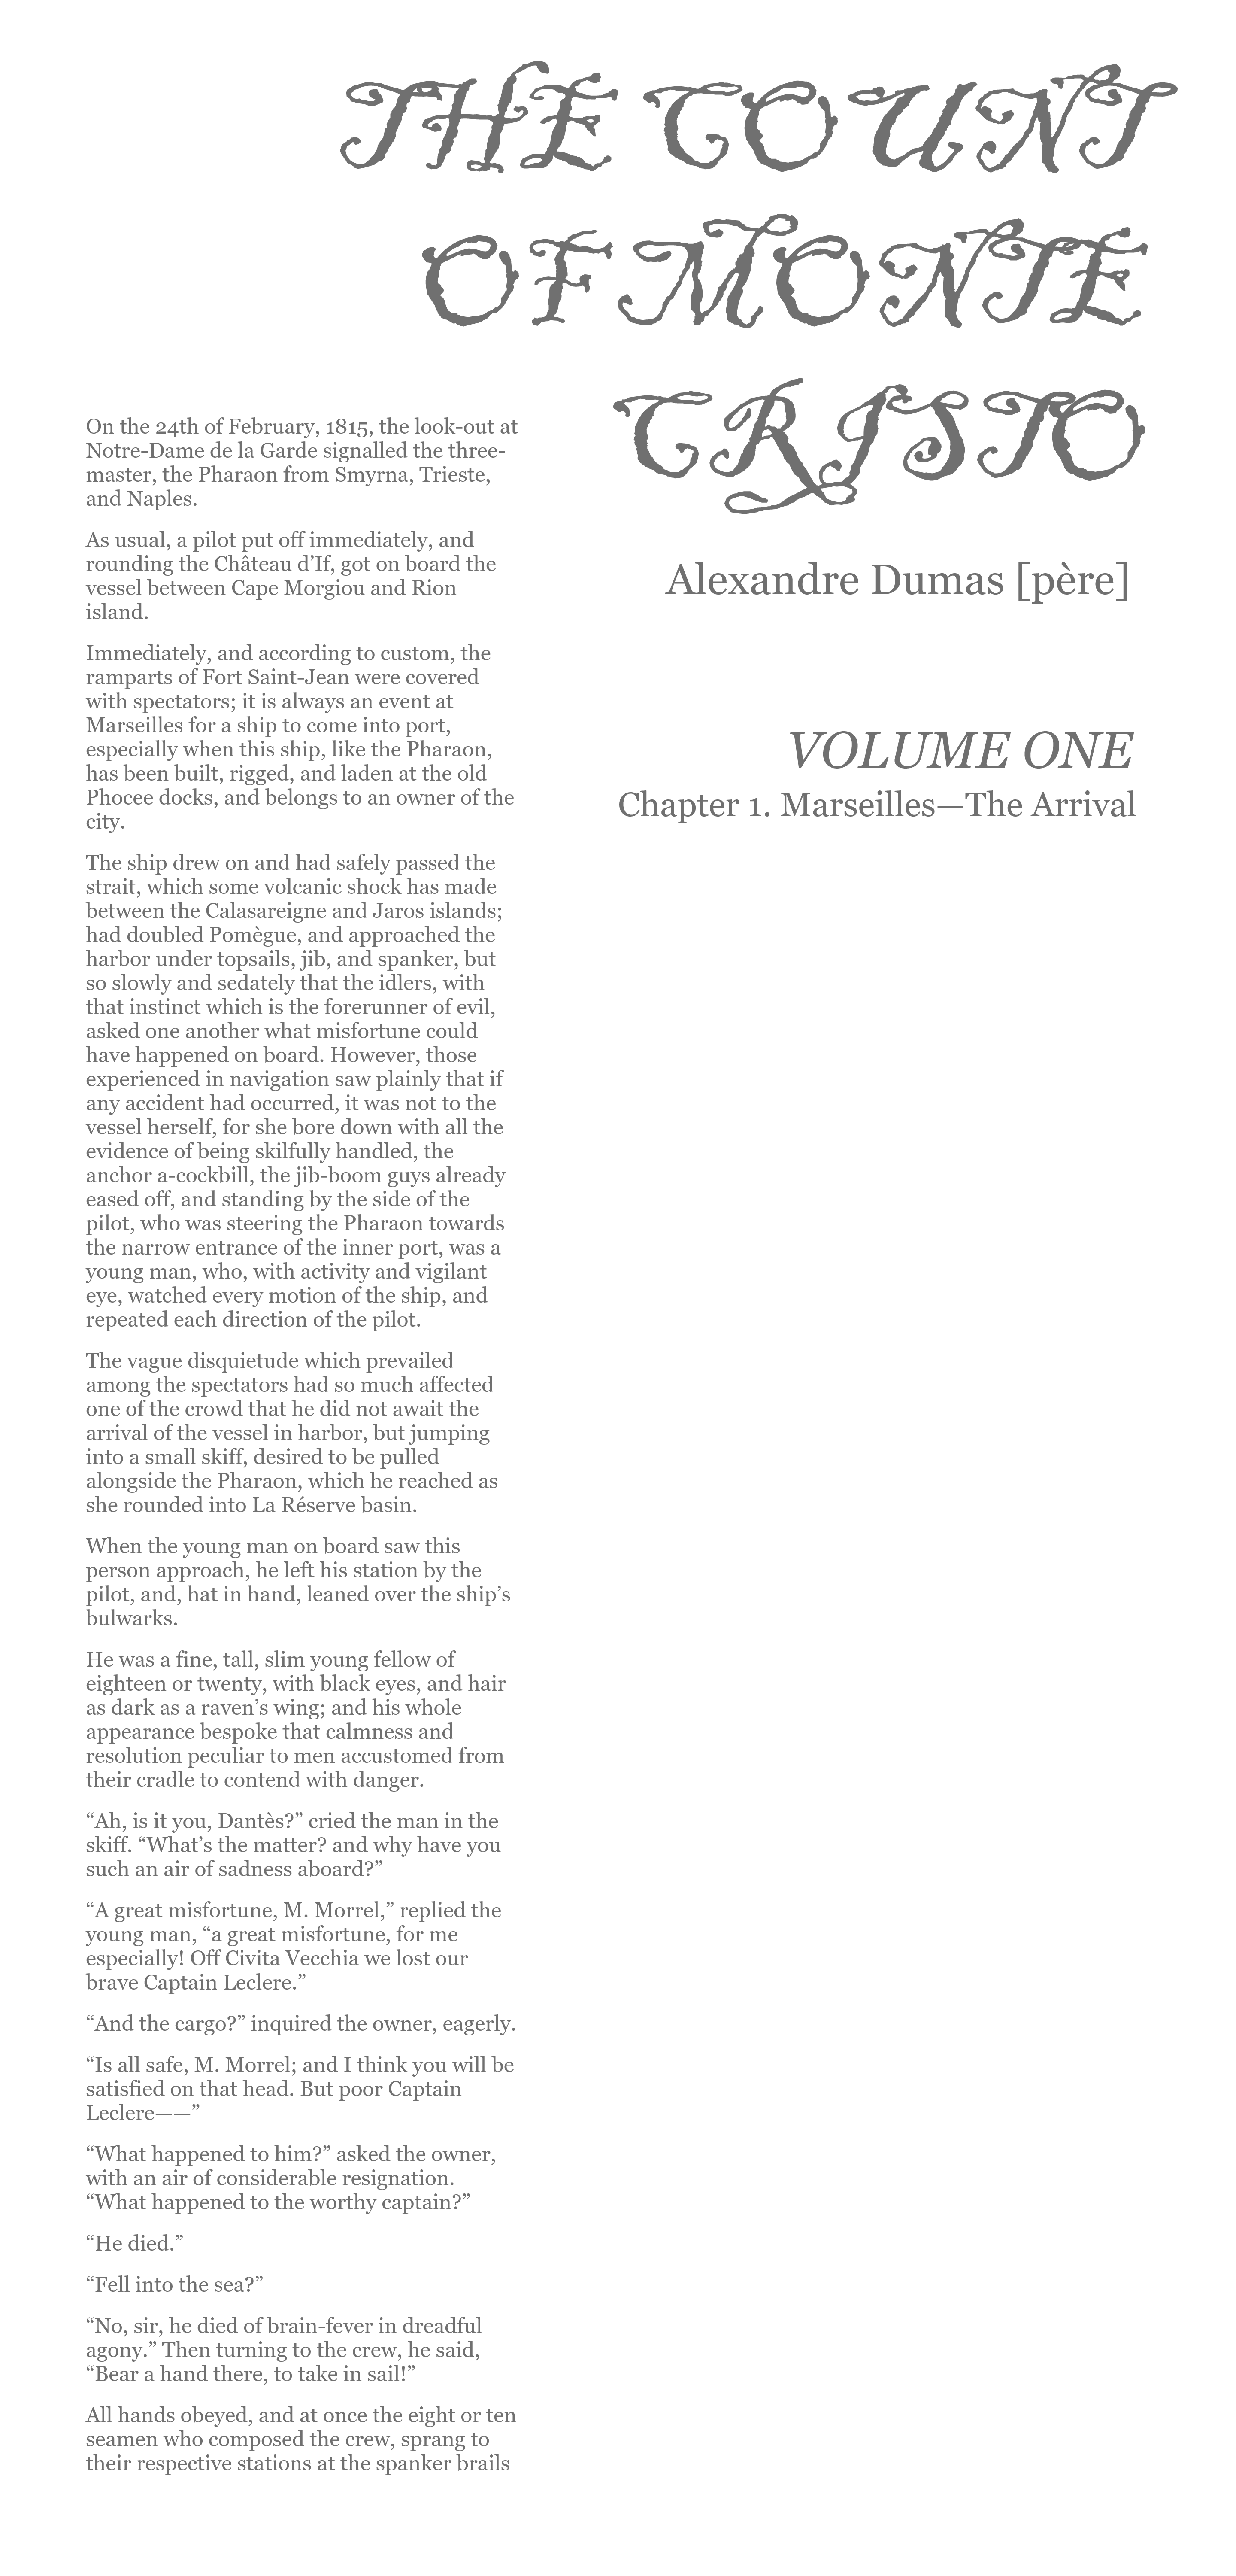 THE COUNT
OF MONTE
CRISTO
Alexandre Dumas [père]
VOLUME ONE
Chapter 1. Marseilles—The Arrival
On the 24th of February, 1815, the look-out at
Notre-Dame de la Garde signalled the three-
master, the Pharaon from Smyrna, Trieste,
and Naples.
As usual, a pilot put off immediately, and
rounding the Château d’If, got on board the
vessel between Cape Morgiou and Rion
island.
Immediately, and according to custom, the
ramparts of Fort Saint-Jean were covered
with spectators; it is always an event at
Marseilles for a ship to come into port,
especially when this ship, like the Pharaon,
has been built, rigged, and laden at the old
Phocee docks, and belongs to an owner of the
city.
The ship drew on and had safely passed the
strait, which some volcanic shock has made
between the Calasareigne and Jaros islands;
had doubled Pomègue, and approached the
harbor under topsails, jib, and spanker, but
so slowly and sedately that the idlers, with
that instinct which is the forerunner of evil,
asked one another what misfortune could
have happened on board. However, those
experienced in navigation saw plainly that if
any accident had occurred, it was not to the
vessel herself, for she bore down with all the
evidence of being skilfully handled, the
anchor a-cockbill, the jib-boom guys already
eased off, and standing by the side of the
pilot, who was steering the Pharaon towards
the narrow entrance of the inner port, was a
young man, who, with activity and vigilant
eye, watched every motion of the ship, and
repeated each direction of the pilot.
The vague disquietude which prevailed
among the spectators had so much affected
one of the crowd that he did not await the
arrival of the vessel in harbor, but jumping
into a small skiff, desired to be pulled
alongside the Pharaon, which he reached as
she rounded into La Réserve basin.
When the young man on board saw this
person approach, he left his station by the
pilot, and, hat in hand, leaned over the ship’s
bulwarks.
He was a fine, tall, slim young fellow of
eighteen or twenty, with black eyes, and hair
as dark as a raven’s wing; and his whole
appearance bespoke that calmness and
resolution peculiar to men accustomed from
their cradle to contend with danger.
“Ah, is it you, Dantès?” cried the man in the
skiff. “What’s the matter? and why have you
such an air of sadness aboard?”
“A great misfortune, M. Morrel,” replied the
young man, “a great misfortune, for me
especially! Off Civita Vecchia we lost our
brave Captain Leclere.”
“And the cargo?” inquired the owner, eagerly.
“Is all safe, M. Morrel; and I think you will be
satisfied on that head. But poor Captain
Leclere——”
“What happened to him?” asked the owner,
with an air of considerable resignation.
“What happened to the worthy captain?”
“He died.”
“Fell into the sea?”
“No, sir, he died of brain-fever in dreadful
agony.” Then turning to the crew, he said,
“Bear a hand there, to take in sail!”
All hands obeyed, and at once the eight or ten
seamen who composed the crew, sprang to
their respective stations at the spanker brails